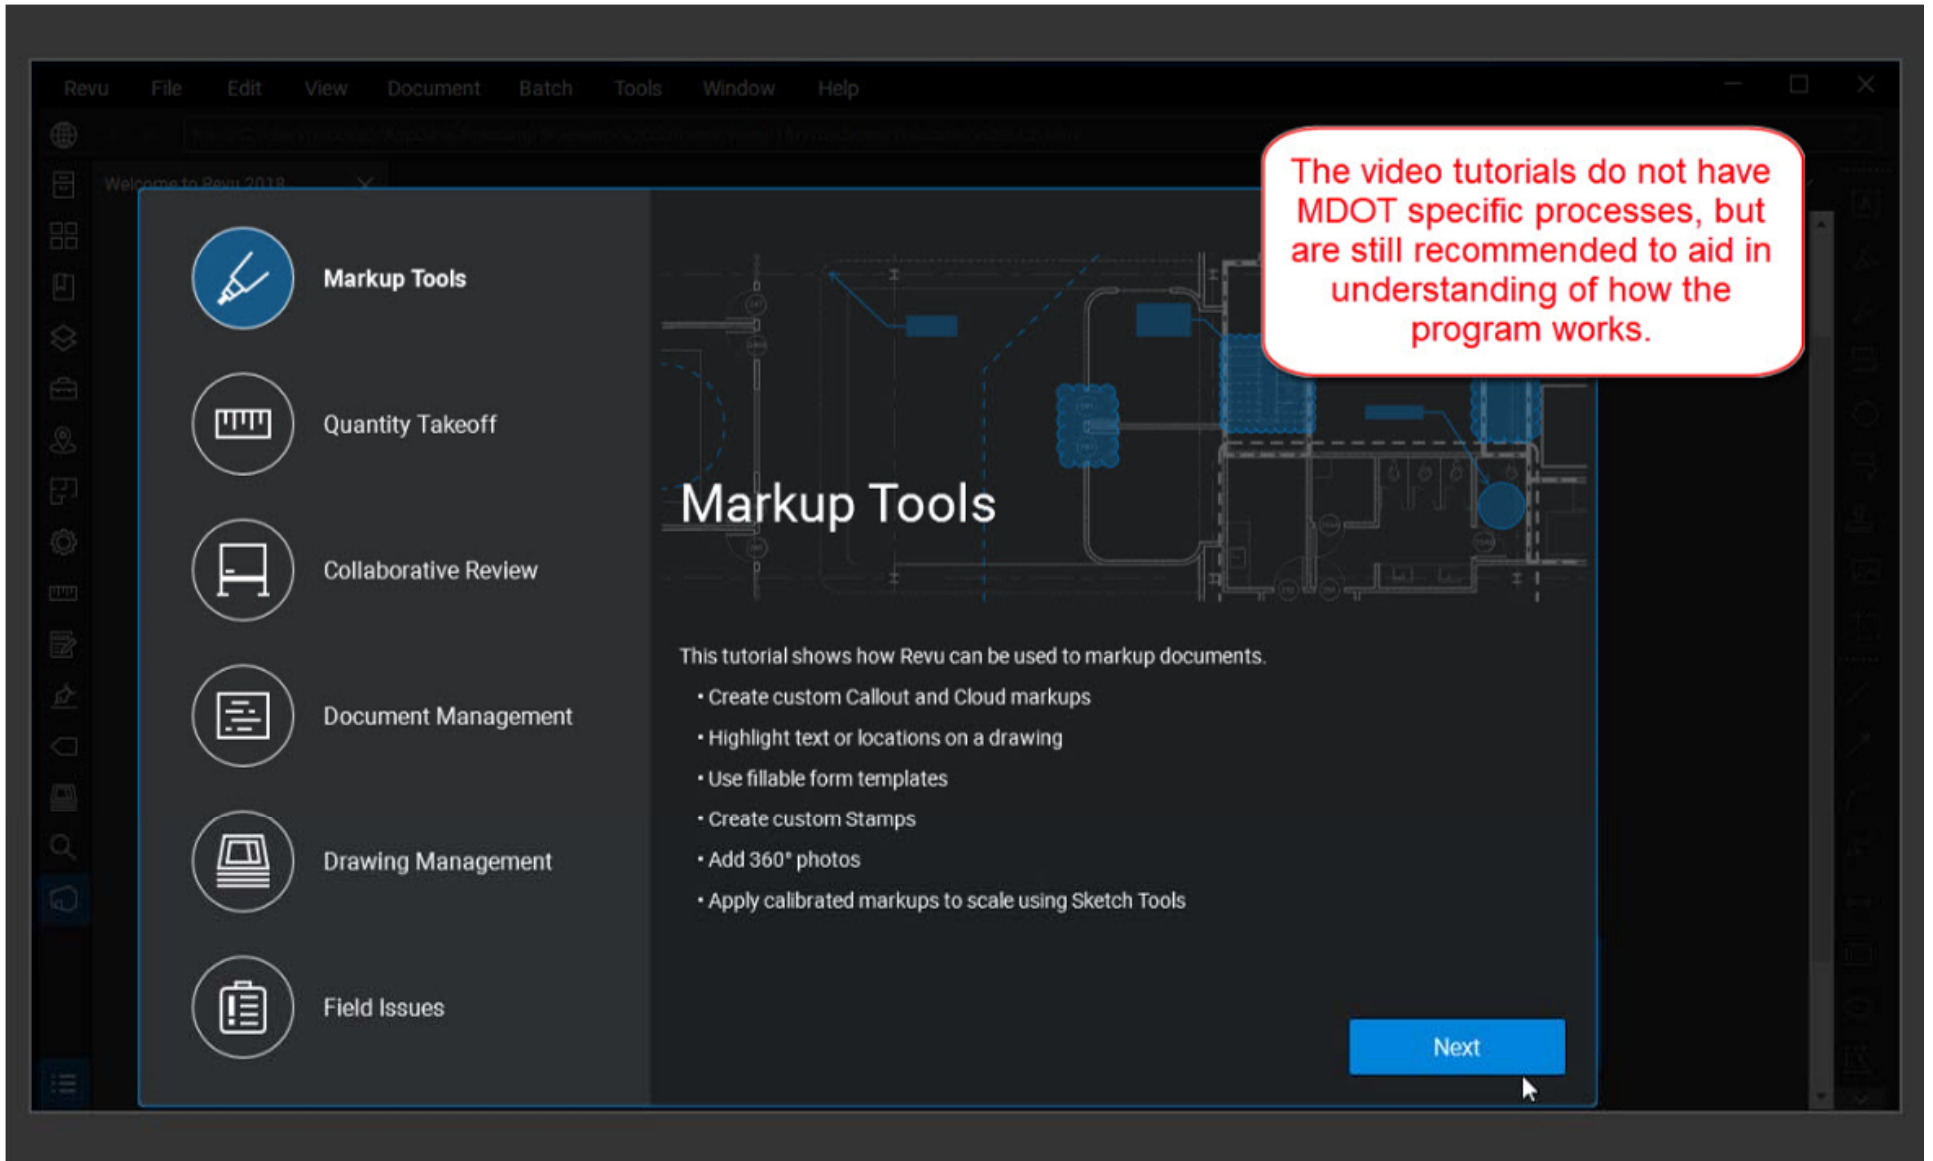 Revu File Edit View Document Batch Tools Window Help
Welcome to Revu 2018
The video tutorials do not have
MDOT specific processes, but
are still recommended to aid in
understanding of how the
program works.
Markup Tools
Quantity Takeoff
Collaborative Review
Document Management
Drawing Management
Field Issues
Markup Tools
This tutorial shows how Revu can be used to markup documents.
• Create custom Callout and Cloud markups
• Highlight text or locations on a drawing
• Use fillable form templates
• Create custom Stamps
• Add 360° photos
• Apply calibrated markups to scale using Sketch Tools
Next